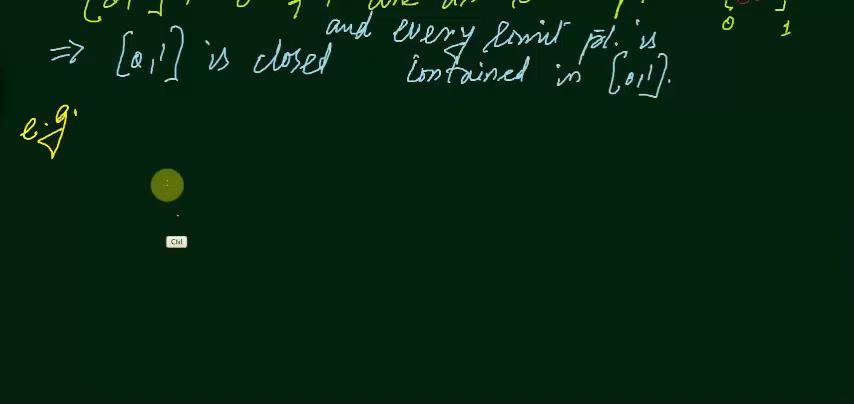 and every limit pt. is
⇒ [0,1] is closed contained in [0,1].
0 1
e.g.
Ctrl